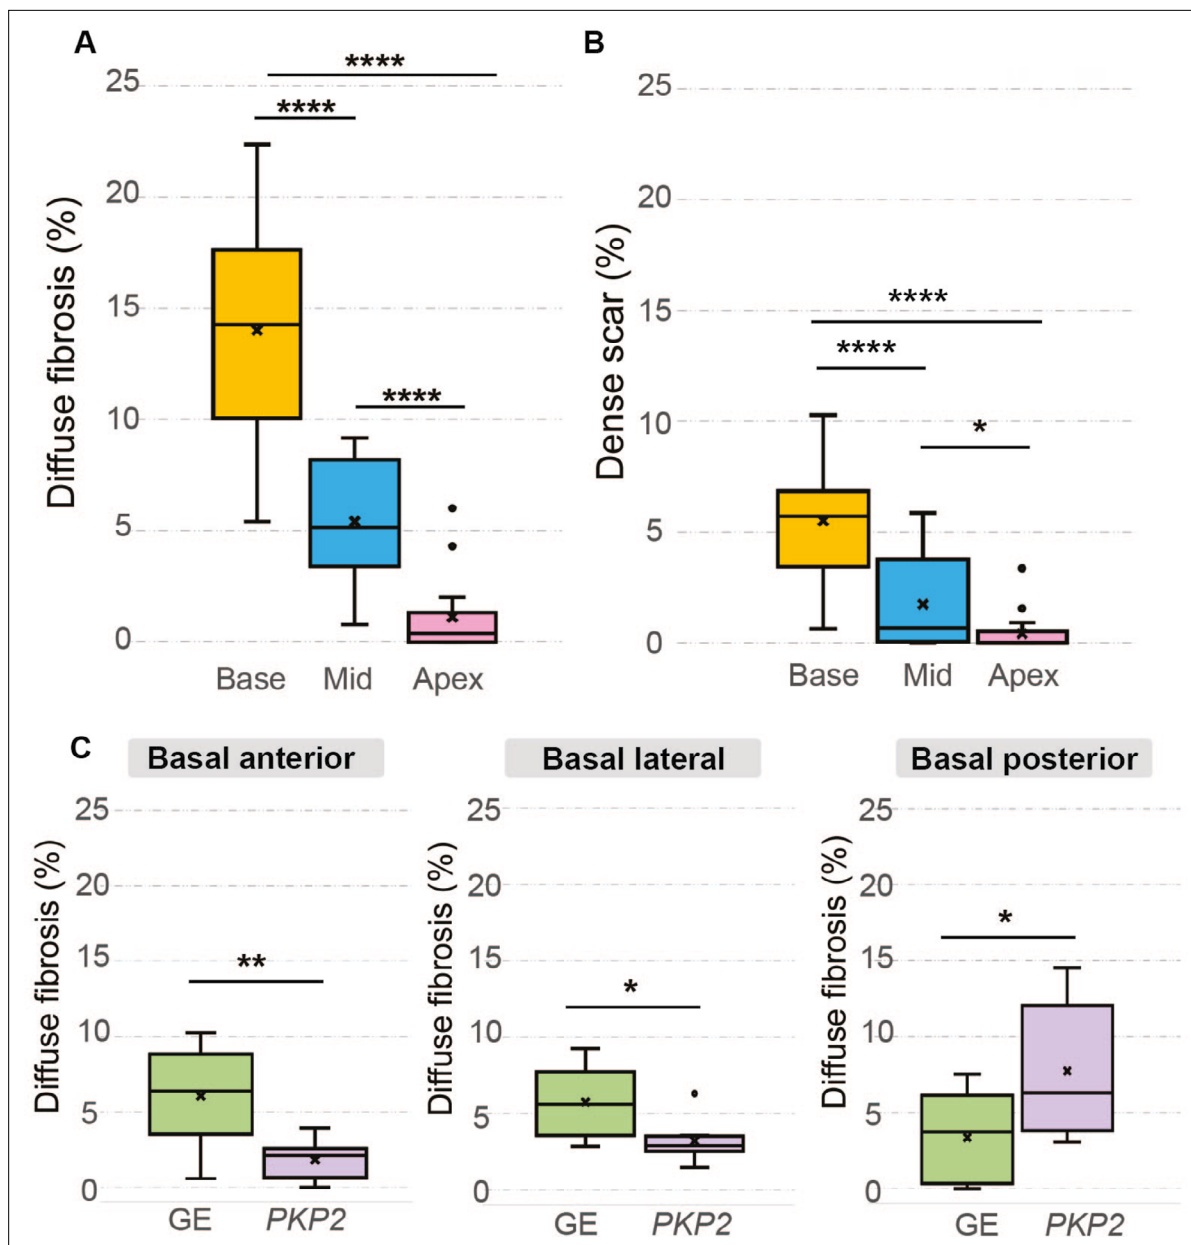 A
Diffuse fibrosis (%)
25
20
15
10
5
0
****
****
****
Base Mid Apex
B
Dense scar (%)
25
20
15
10
5
0
****
****
*
Base Mid Apex
C
Basal anterior
Diffuse fibrosis (%)
25
20
15
10
5
0
**
GE PKP2
Basal lateral
Diffuse fibrosis (%)
25
20
15
10
5
0
*
GE PKP2
Basal posterior
Diffuse fibrosis (%)
25
20
15
10
5
0
*
GE PKP2